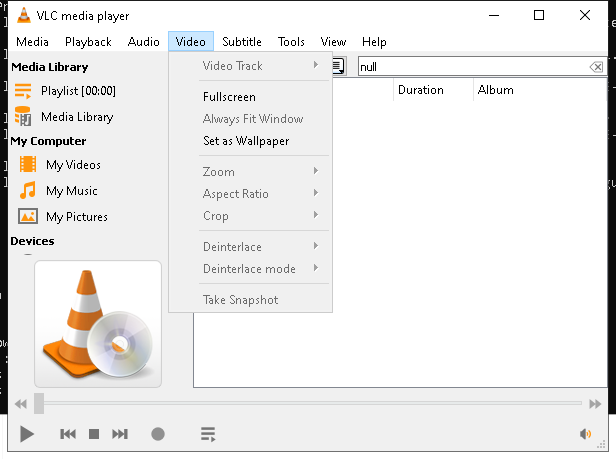 VLC media player
Media Playback Audio Video Subtitle Tools View Help
Media Library
Playlist [00:00]
Media Library
My Computer
My Videos
My Music
My Pictures
Devices
Video Track
Fullscreen
Always Fit Window
Set as Wallpaper
Zoom
Aspect Ratio
Crop
Deinterlace
Deinterlace mode
Take Snapshot
null
Duration Album